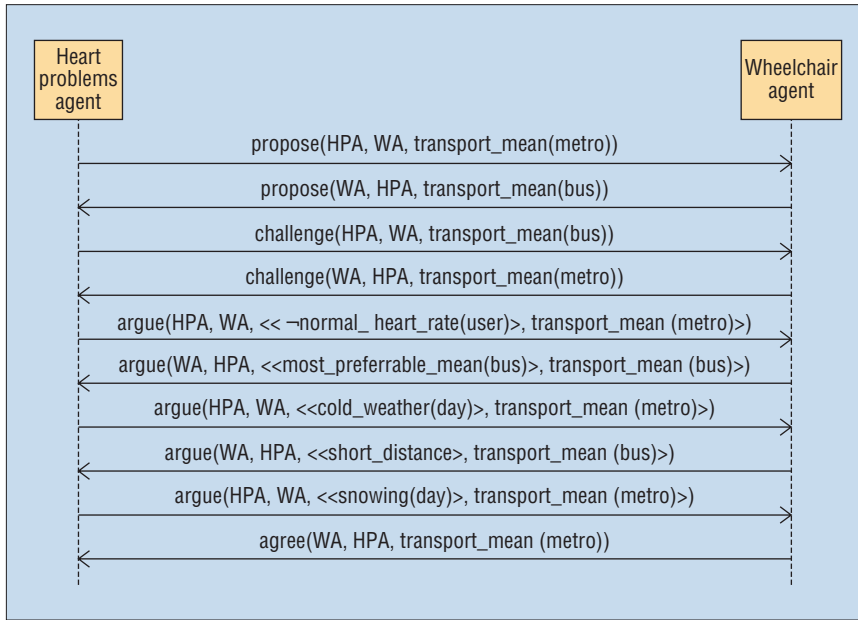 Heart
problems
agent
Wheelchair
agent
propose(HPA, WA, transport_mean(metro))
propose(WA, HPA, transport_mean(bus))
challenge(HPA, WA, transport_mean(bus))
challenge(WA, HPA, transport_mean(metro))
argue(HPA, WA, << ¬normal_ heart_rate(user)>, transport_mean (metro)>)
argue(WA, HPA, <<most_preferrable_mean(bus)>, transport_mean (bus)>)
argue(HPA, WA, <<cold_weather(day)>, transport_mean (metro)>)
argue(WA, HPA, <<short_distance>, transport_mean (bus)>)
argue(HPA, WA, <<snowing(day)>, transport_mean (metro)>)
agree(WA, HPA, transport_mean (metro))